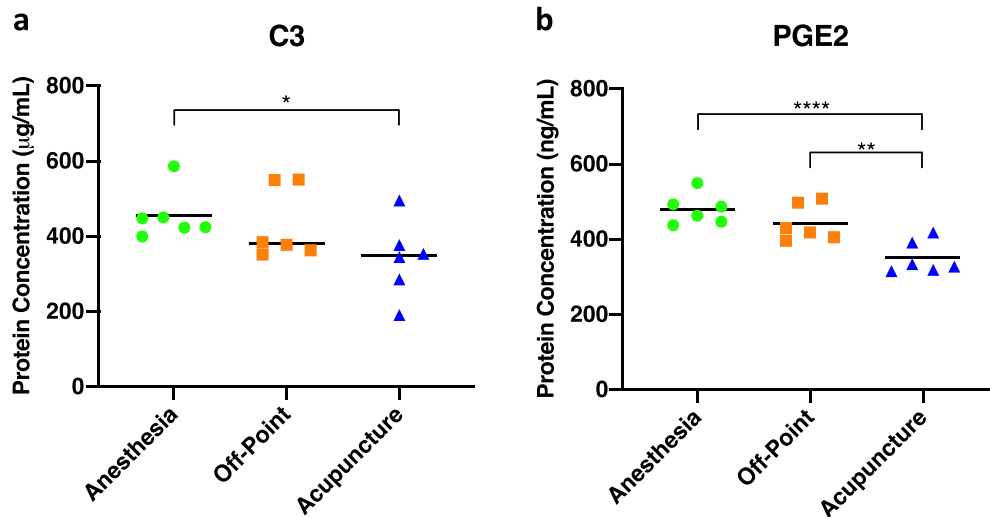 a
C3
Protein Concentration (μg/mL)
800
600
400
200
0
*
Anesthesia
Off-Point
Acupuncture
b
PGE2
Protein Concentration (ng/mL)
800
600
400
200
0
****
**
Anesthesia
Off-Point
Acupuncture